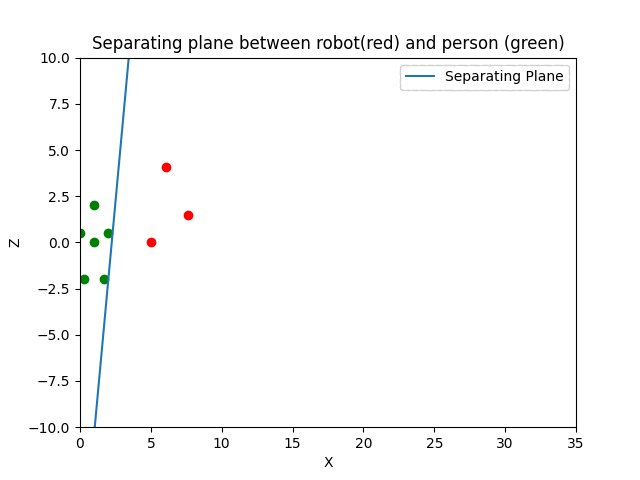 Separating plane between robot(red) and person (green)
Separating Plane
10.0
7.5
5.0
2.5
0.0
−2.5
−5.0
−7.5
−10.0
Z
0 5 10 15 20 25 30 35
X